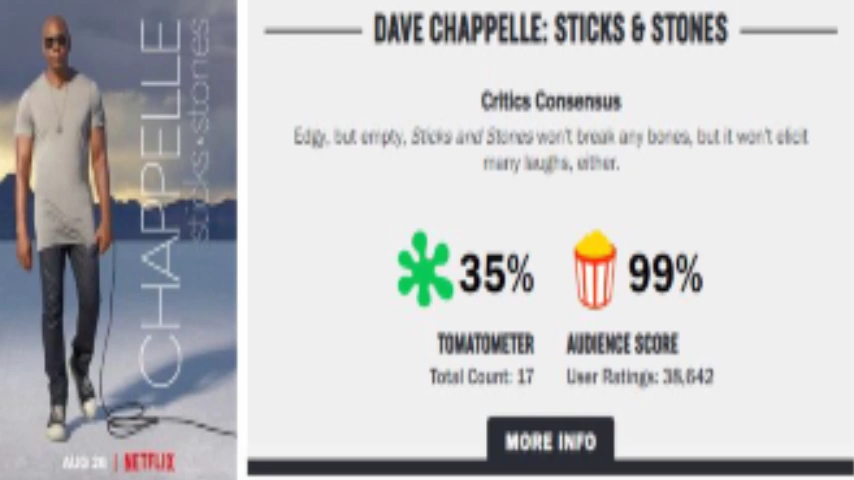 CHAPPELLE
sticks+stones
AUG 26 | NETFLIX
DAVE CHAPPELLE: STICKS & STONES
Critics Consensus
Edgy, but empty, Sticks and Stones won't break any bones, but it won't elicit
many laughs, either.
35%
99%
TOMATOMETER
AUDIENCE SCORE
Total Count: 17
User Ratings: 38,642
MORE INFO